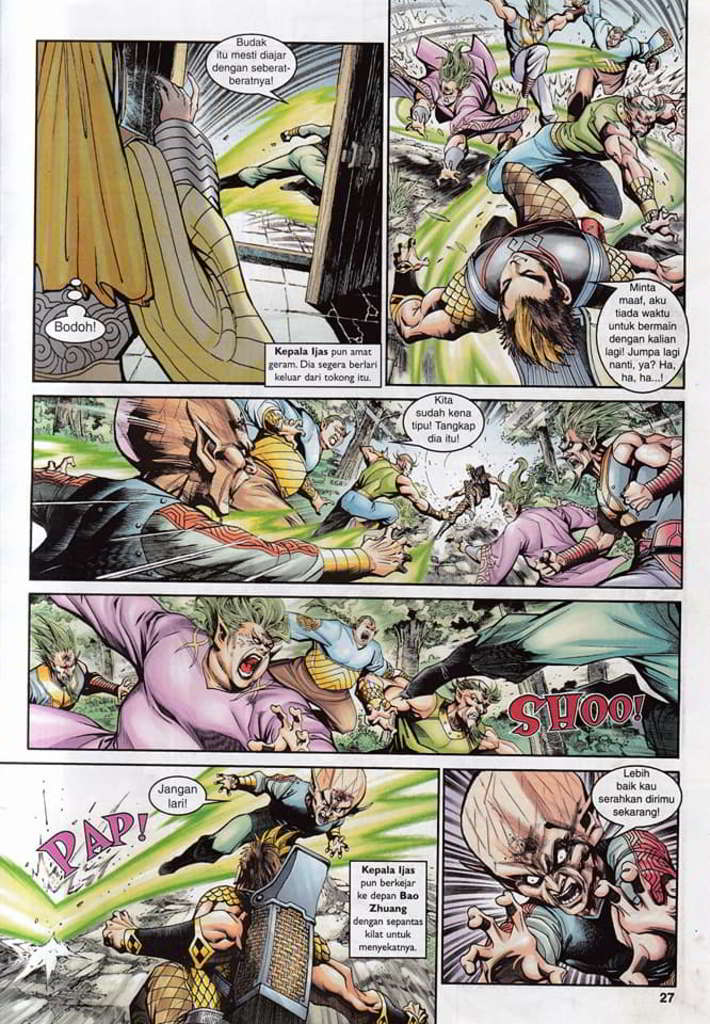 Budak
itu mesti diajar
dengan seberat-
beratnya!
Bodoh!
Kepala Ijas pun amat
geram. Dia segera berlari
keluar dari tokong itu.
Minta
maaf, aku
tiada waktu
untuk bermain
dengan kalian
lagi! Jumpa lagi
nanti, ya? Ha,
ha, ha...!
Kita
sudah kena
tipu! Tangkap
dia itu!
SHOO!
PAP!
Jangan
lari!
Kepala Ijas
pun berkejar
ke depan Bao
Zhuang
dengan sepantas
kilat untuk
menyekatnya.
Lebih
baik kau
serahkan dirimu
sekarang!
27